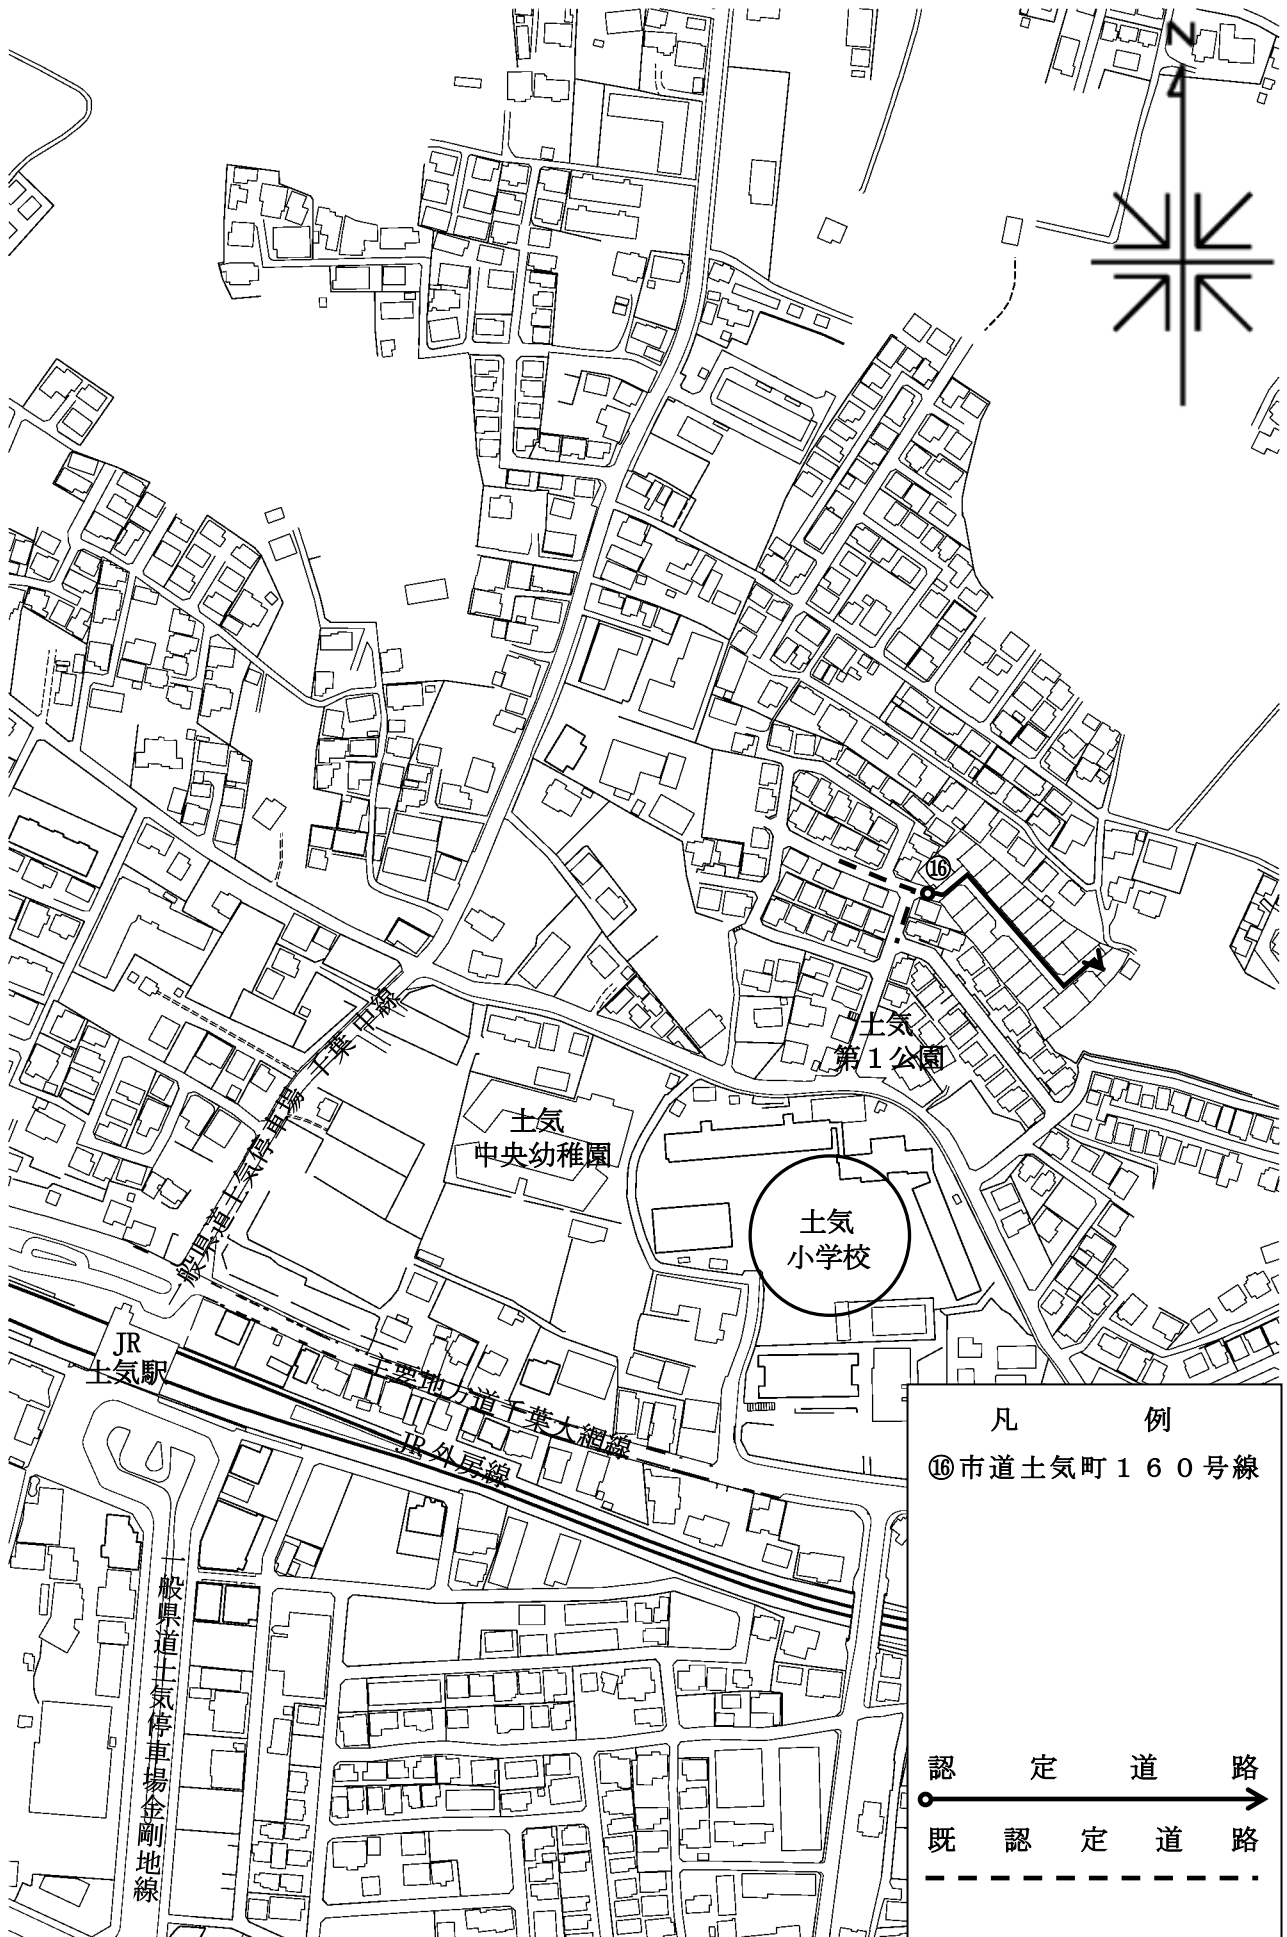 N
⑯
土気
第１公園
一般県道土気停車場千葉中線
土気
中央幼稚園
土気
小学校
JR
土気駅
主要地方道千葉大網線
JR外房線
一般県道土気停車場金剛地線
凡例
⑯市道土気町１６０号線
認定道路
既認定道路